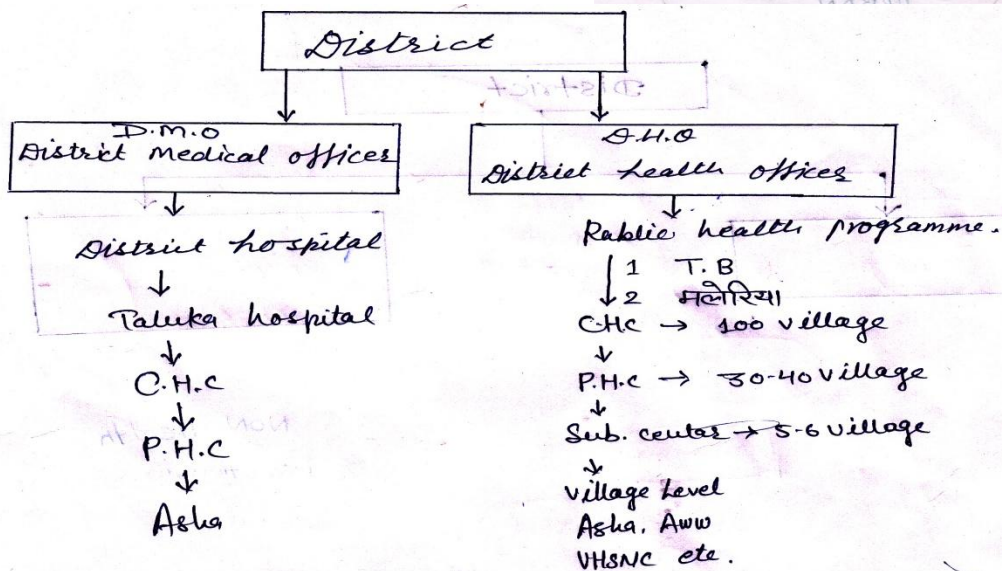 District
D.M.O
District medical offices
District hospital
Taluka hospital
C.H.C
P.H.C
Asha
D.H.O
District health offices
Rablic health programme.
1 T.B
2 मलेरिया
C.H.C → 100 village
P.H.C → 30-40 village
Sub. center → 5-6 village
village Level
Asha, Aww
VHSNC etc.